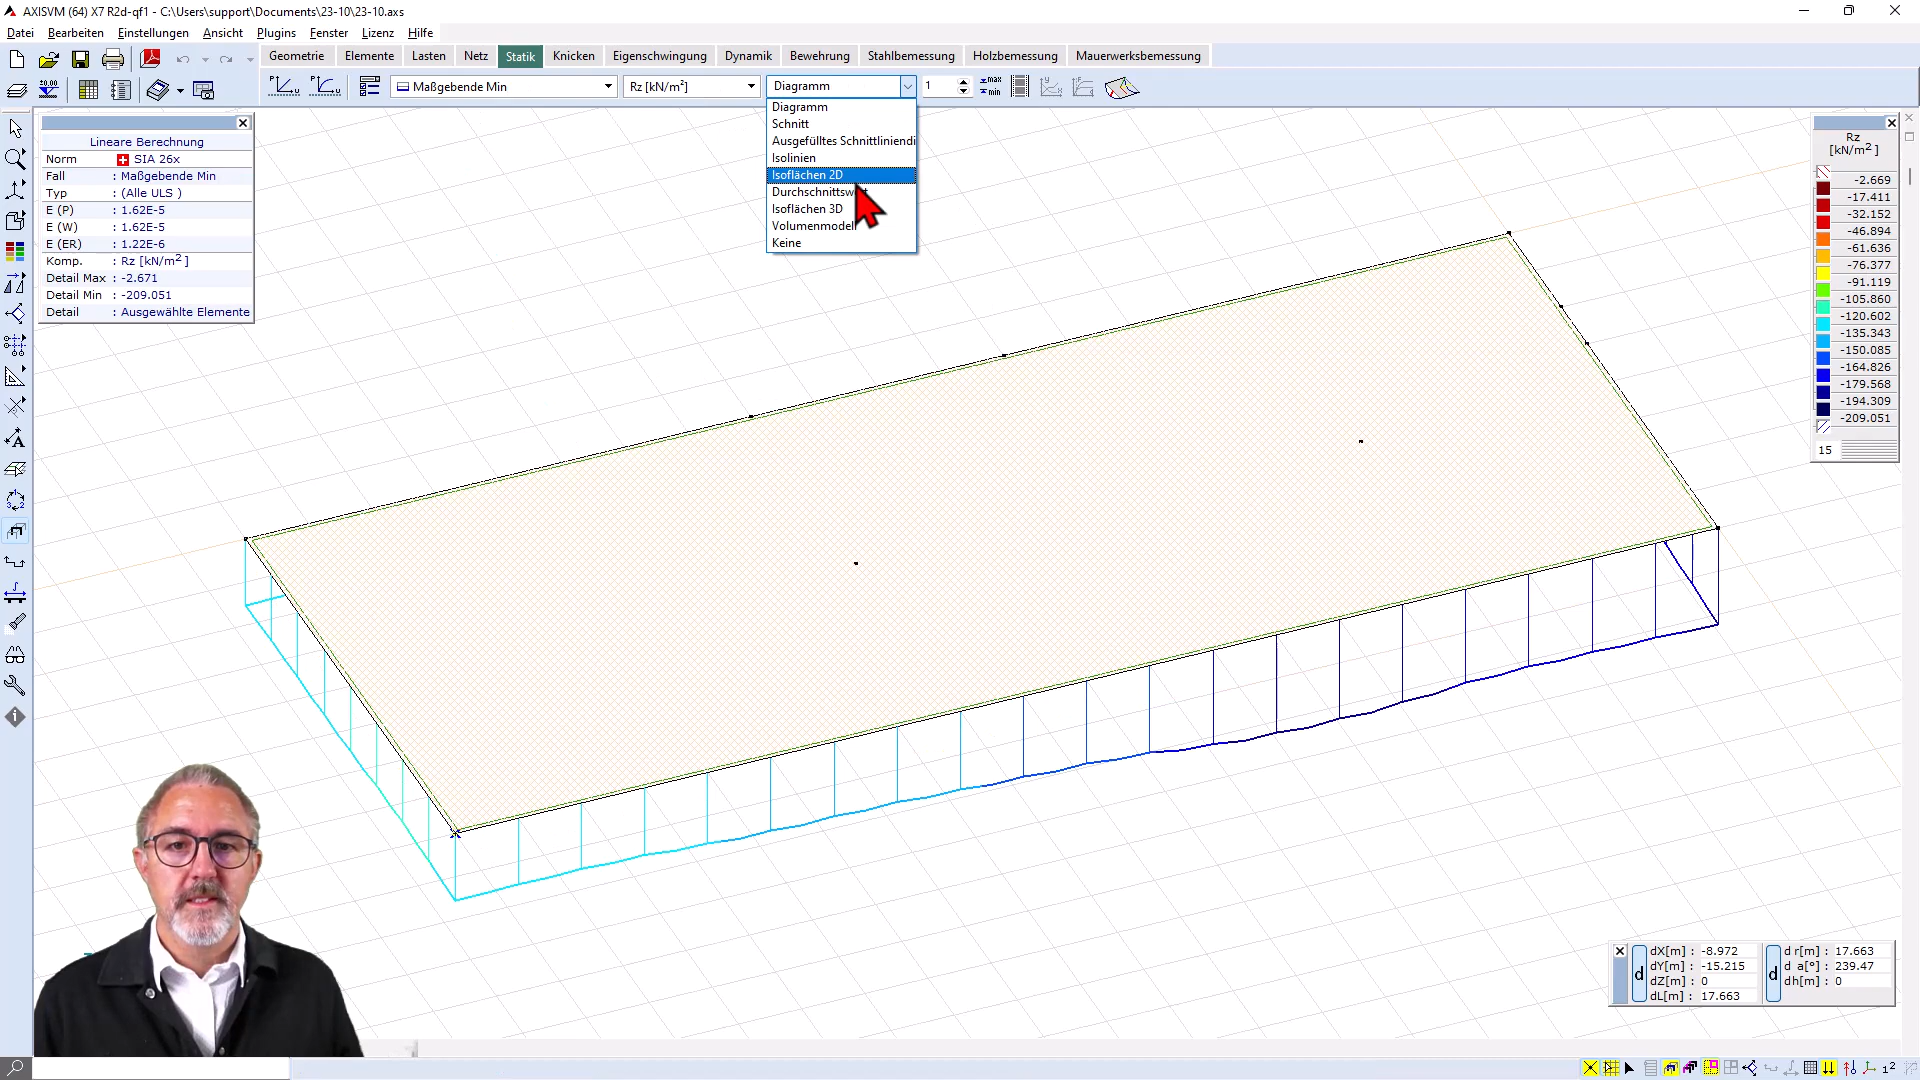 AXISVM (64) X7 R2d-qf1 - C:\Users\support\Documents\23-10\23-10.axs
Datei Bearbeiten Einstellungen Ansicht Plugins Fenster Lizenz Hilfe
Geometrie Elemente Lasten Netz Statik Knicken Eigenschwingung Dynamik Bewehrung Stahlbemessung Holzbemessung Mauerwerksbemessung
Maßgebende Min Rz [kN/m²] Diagramm 1 max min
Diagramm
Schnitt
Ausgefülltes Schnittliniendi
Isolinien
Isoflächen 2D
Isoflächen 3D
Volumenmodell
Keine
Lineare Berechnung
Norm SIA 26x
Fall : Maßgebende Min
Typ : (Alle ULS )
E (P) : 1.62E-5
E (W) : 1.62E-5
E (ER) : 1.22E-6
Komp. : Rz [kN/m²]
Detail Max : -2.671
Detail Min : -209.051
Detail : Ausgewählte Elemente
Rz
[kN/m²]
-2.669
-17.411
-32.152
-46.894
-61.636
-76.377
-91.119
-105.860
-120.602
-135.343
-150.085
-164.826
-179.568
-194.309
-209.051
15
d
dX[m] : -8.972
dY[m] : -15.215
dZ[m] : 0
dL[m] : 17.663
d
d r[m] : 17.663
d a[°] : 239.47
dh[m] : 0